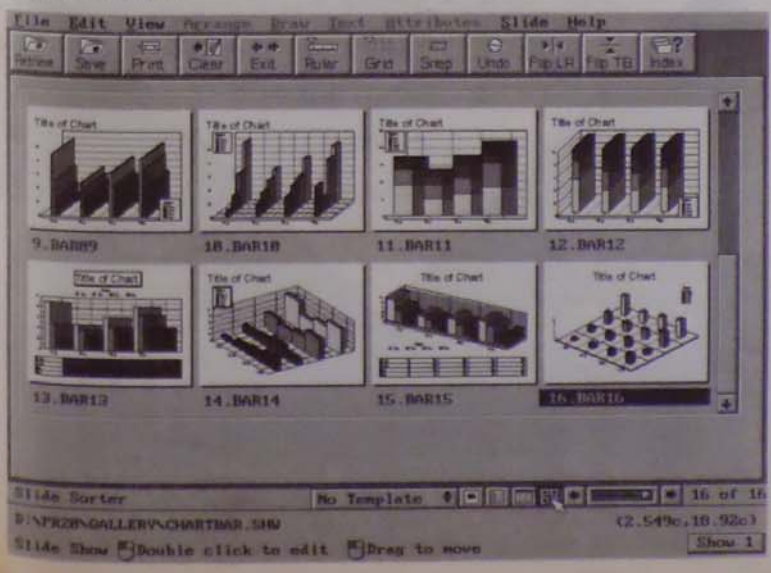 File Edit View Arrange Draw Text Attributes Slide Help
Retrieve Save Print Clear Exit Ruler Grid Snap Undo Flip LR Flip TB Index
Title of Chart Title of Chart Title of Chart Title of Chart
9.BAR09 10.BAR10 11.BAR11 12.BAR12
Title of Chart Title of Chart Title of Chart Title of Chart
13.BAR13 14.BAR14 15.BAR15 16.BAR16
Slide Sorter No Template 16 of 16
D:\PR20\GALLERY\CHARTBAR.SHW (2.549c,18.92c)
Slide Show Double click to edit Drag to move Show 1